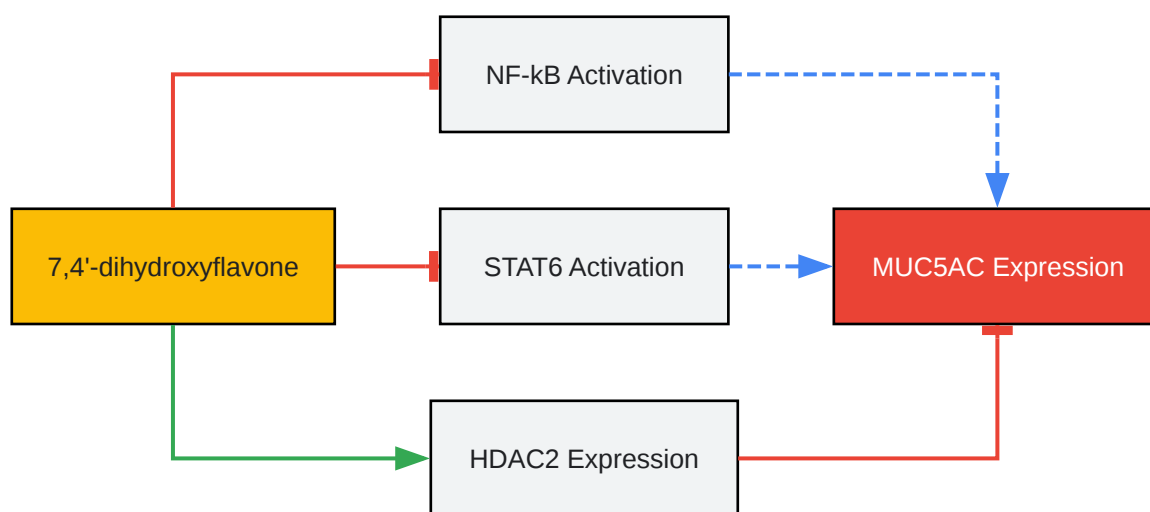 NF-kB Activation
7,4'-dihydroxyflavone
STAT6 Activation
MUC5AC Expression
HDAC2 Expression